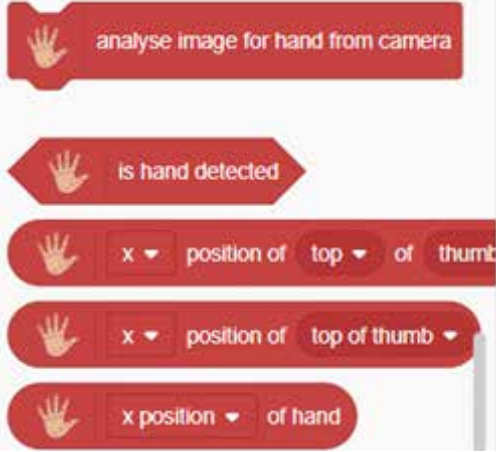 analyse image for hand from camera
is hand detected
x position of top of
x position of top of thumb
x position of hand